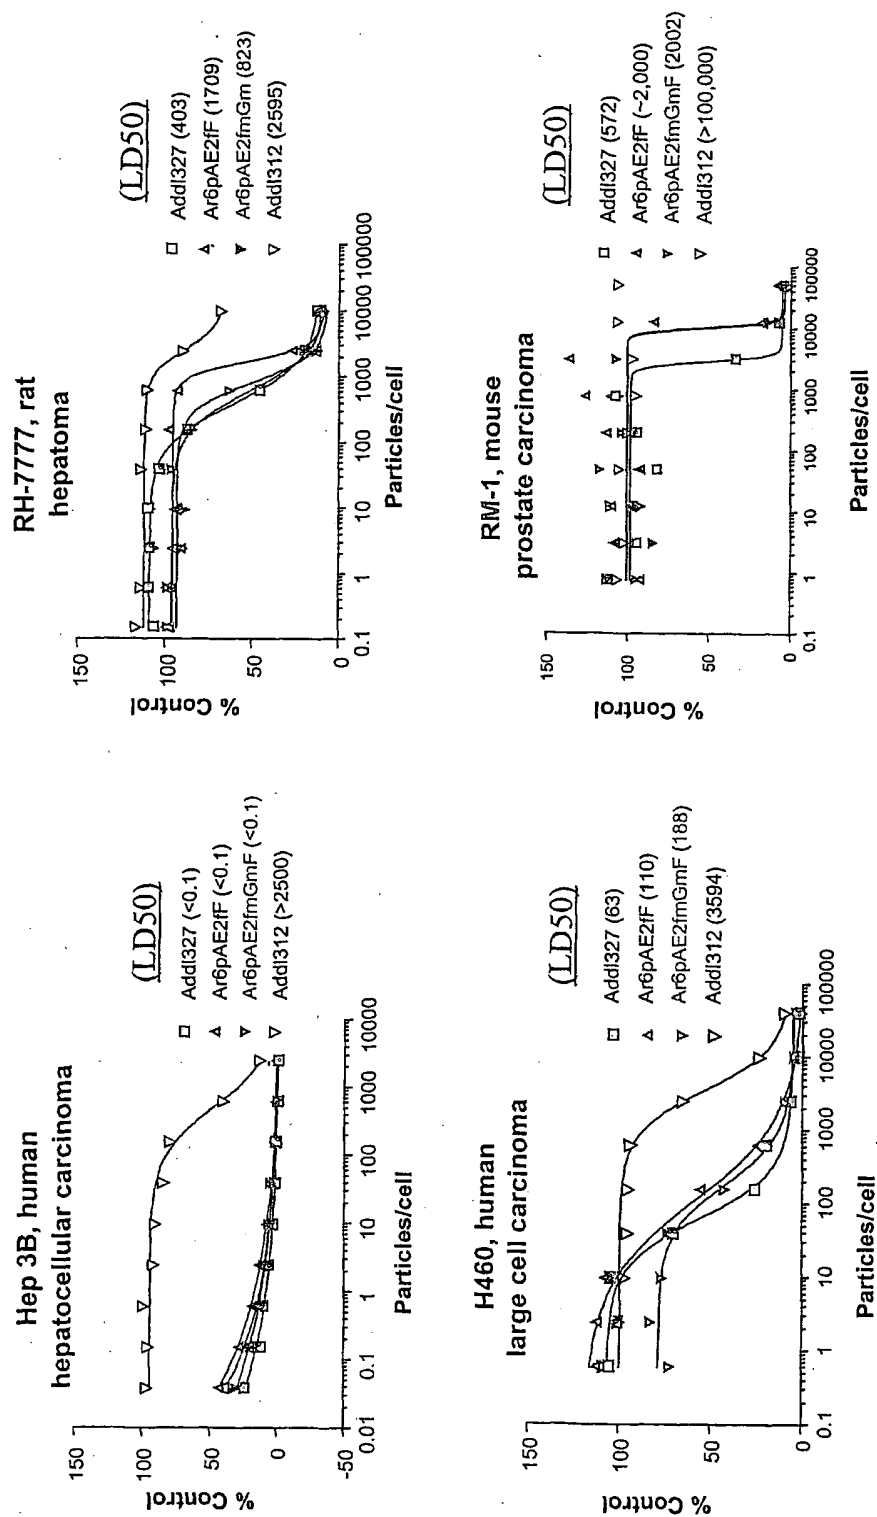 Hep 3B, human
hepatocellular carcinoma
% Control
150
100
50
0
-50
0.01
0.1
1
10
100
1000
10000
Particles/cell
(LD50)
Addl327 (<0.1)
Ar6pAE2fF (<0.1)
Ar6pAE2fmGmF (<0.1)
Addl312 (>2500)
RH-7777, rat
hepatoma
% Control
150
100
50
0
0.1
1
10
100
1000
10000
100000
Particles/cell
(LD50)
Addl327 (403)
Ar6pAE2fF (1709)
Ar6pAE2fmGm (823)
Addl312 (2595)
H460, human
large cell carcinoma
% Control
150
100
50
0
0.1
1
10
100
1000
10000
100000
Particles/cell
(LD50)
Addl327 (63)
Ar6pAE2fF (110)
Ar6pAE2fmGmF (188)
Addl312 (3594)
RM-1, mouse
prostate carcinoma
% Control
150
100
50
0
0.1
1
10
100
1000
10000
100000
Particles/cell
(LD50)
Addl327 (572)
Ar6pAE2fF (~2,000)
Ar6pAE2fmGmF (2002)
Addl312 (>100,000)